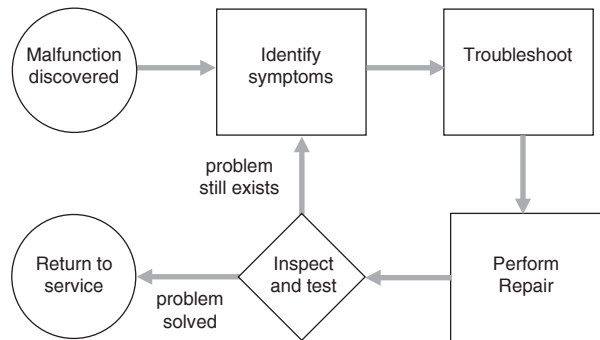 Malfunction
discovered
Identify
symptoms
Troubleshoot
problem
still exists
Return to
service
problem
solved
Inspect
and test
Perform
Repair